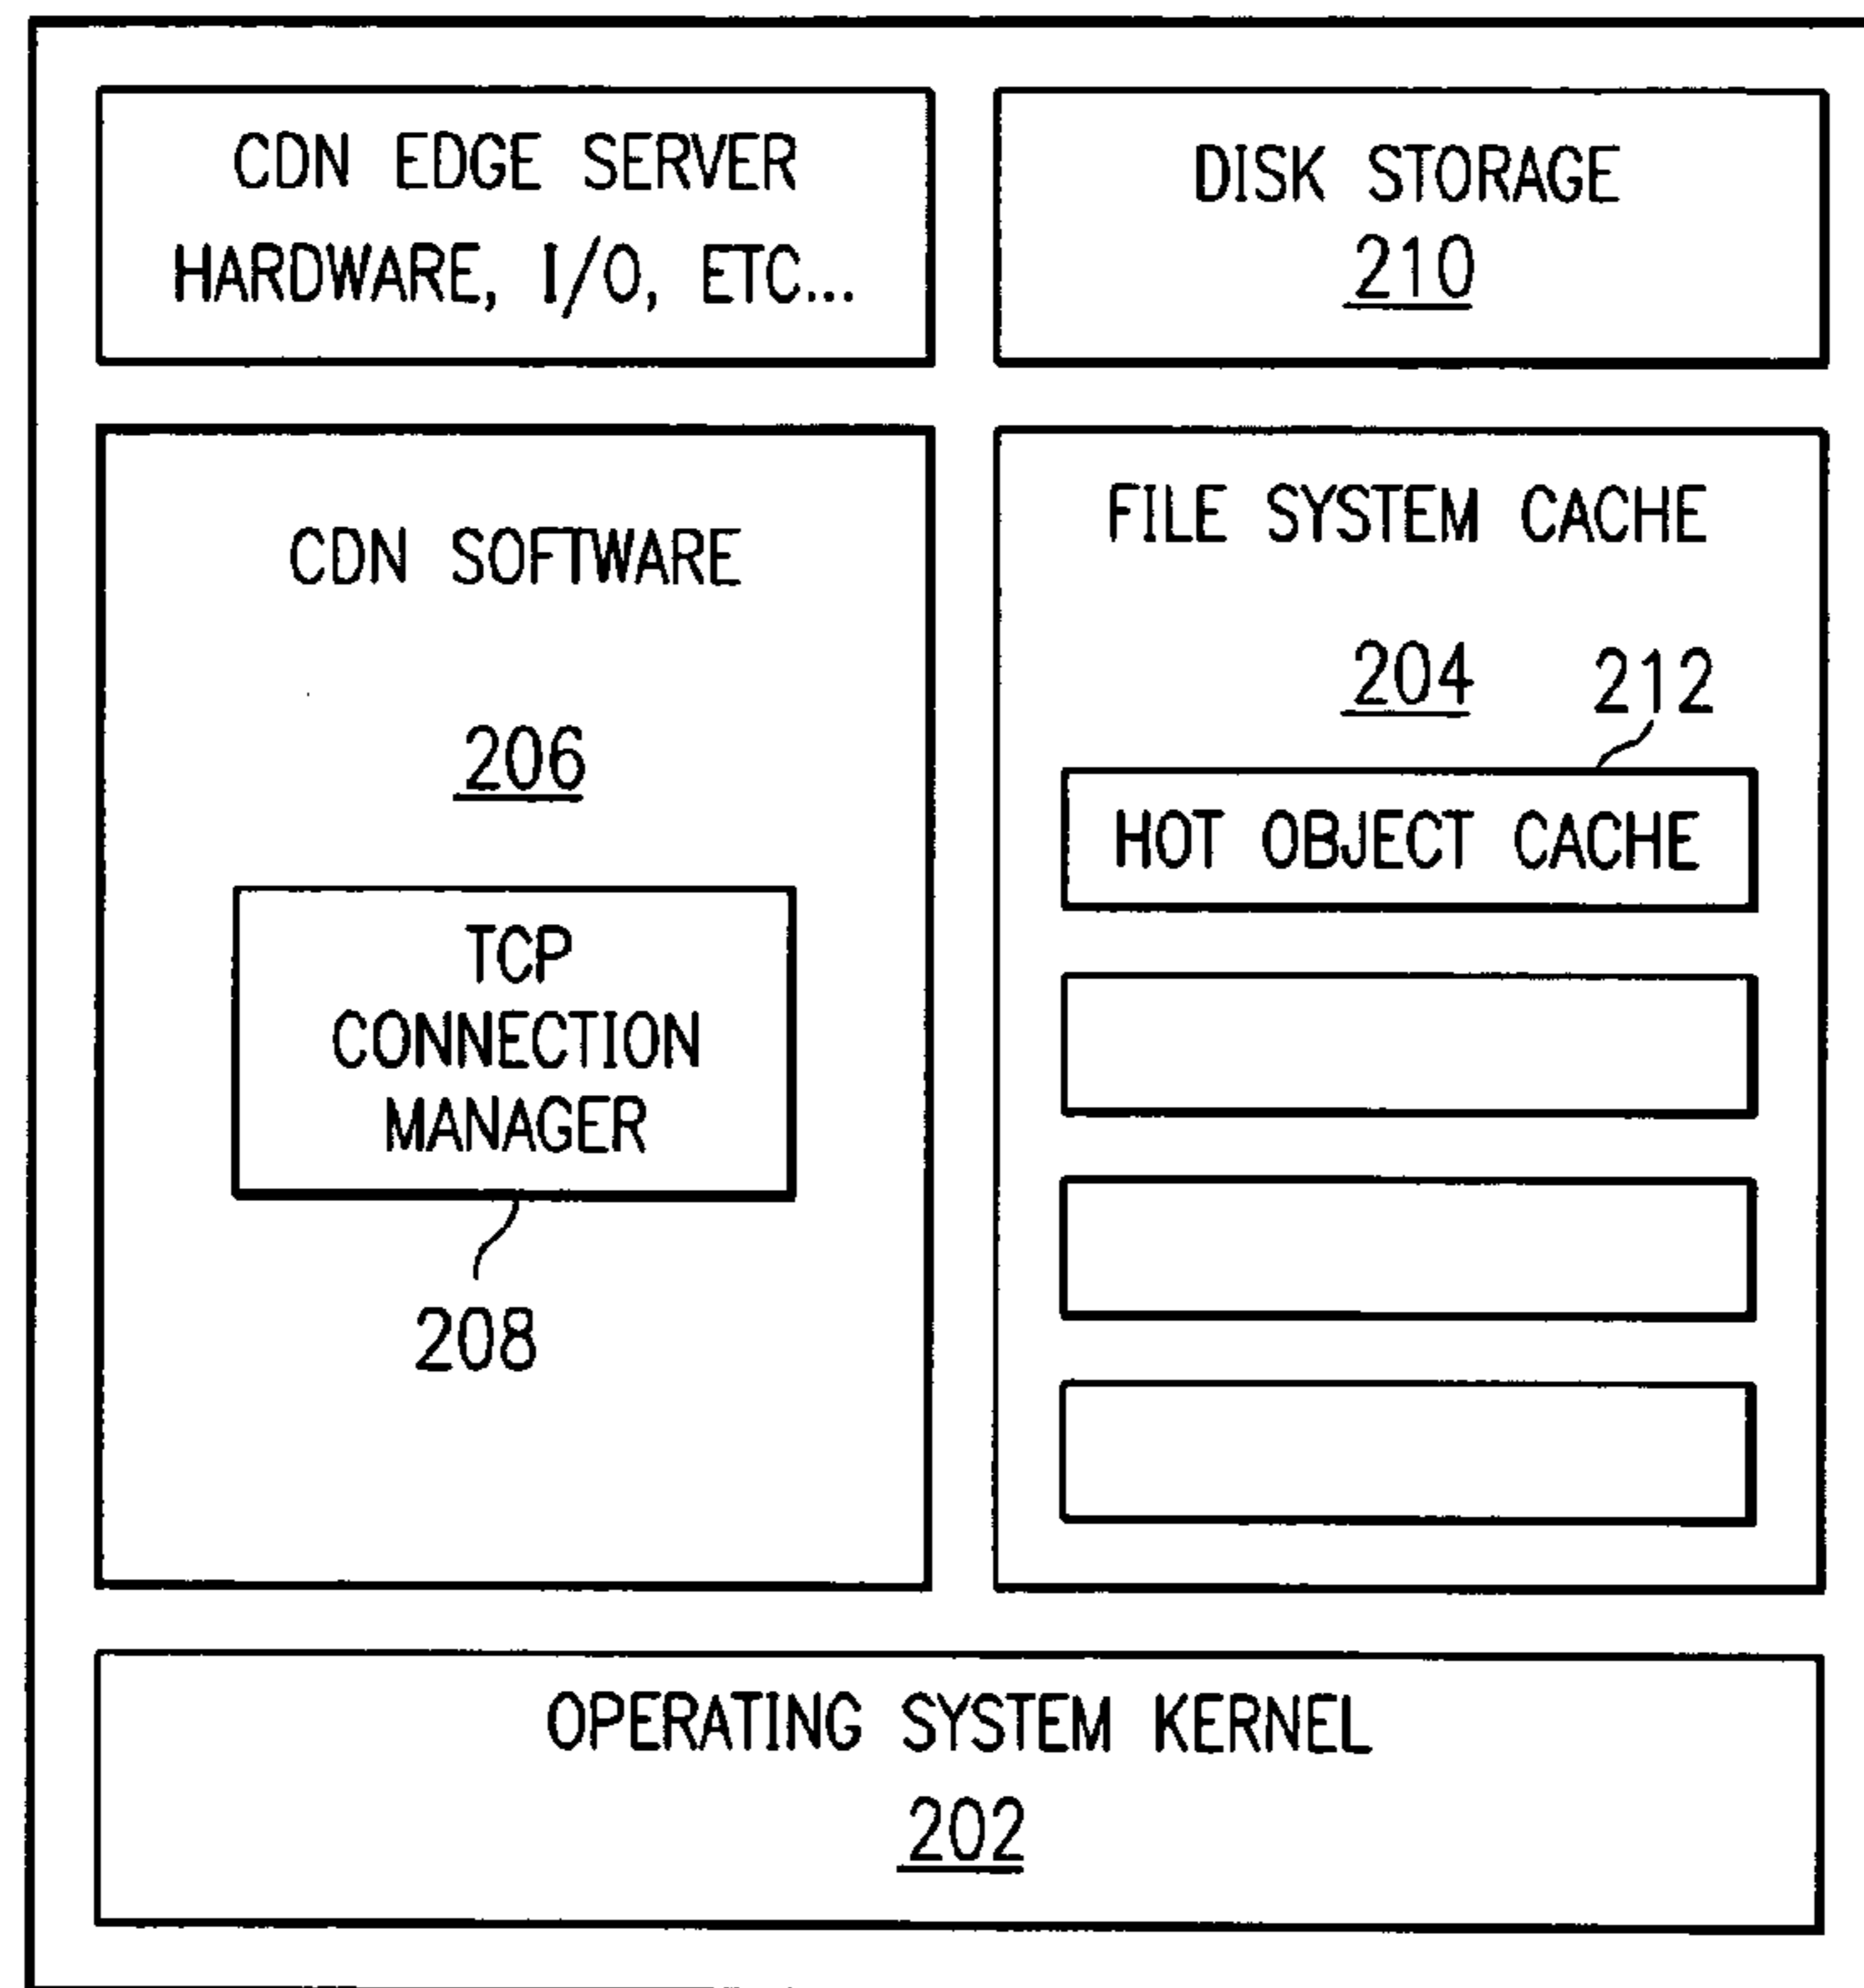 CDN EDGE SERVER
HARDWARE, I/O, ETC...
DISK STORAGE
210
CDN SOFTWARE
206
TCP
CONNECTION
MANAGER
208
FILE SYSTEM CACHE
204
212
HOT OBJECT CACHE
OPERATING SYSTEM KERNEL
202